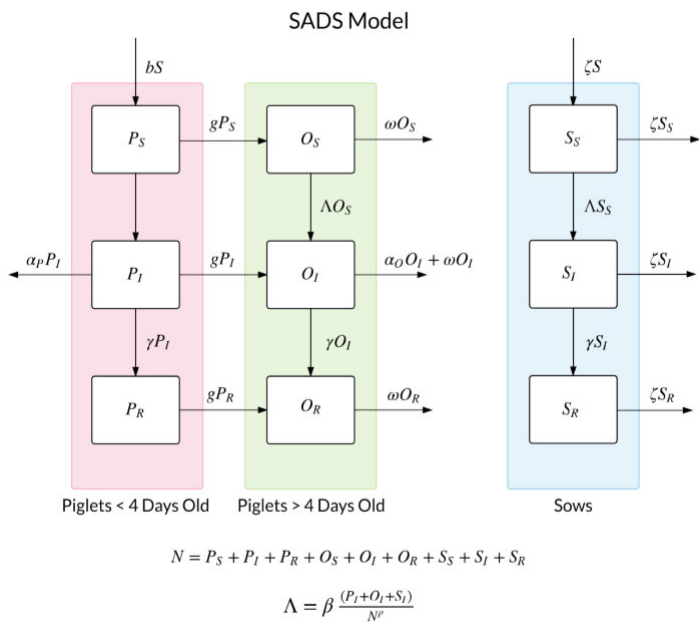 SADS Model
bS
ζS
P_S
gP_S
O_S
ωO_S
S_S
ζS_S
ΛO_S
ΛS_S
α_P P_I
P_I
gP_I
O_I
α_O O_I + ωO_I
S_I
ζS_I
γP_I
γO_I
γS_I
P_R
gP_R
O_R
ωO_R
S_R
ζS_R
Piglets < 4 Days Old
Piglets > 4 Days Old
Sows
N = P_S + P_I + P_R + O_S + O_I + O_R + S_S + S_I + S_R
Λ = β (P_I+O_I+S_I) / N^ρ